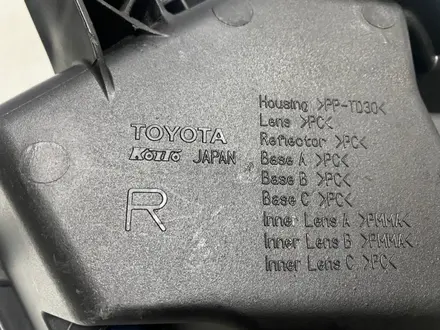 TOYOTA
KOITO JAPAN
R
Housing >PP-TD30<
Lens >PC<
Reflector >PC<
Base A >PC<
Base B >PC<
Base C >PC<
Inner Lens A >PMMA<
Inner Lens B >PMMA<
Inner Lens C >PC<